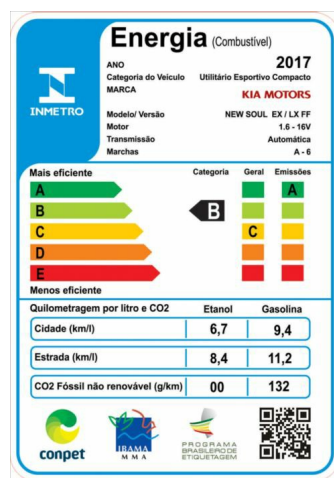 Energia (Combustível)
ANO 2017
Categoria do Veículo Utilitário Esportivo Compacto
MARCA KIA MOTORS
INMETRO
Modelo/ Versão NEW SOUL EX / LX FF
Motor 1.6 - 16V
Transmissão Automática
Marchas A - 6
Mais eficiente Categoria Geral Emissões
A A
B B
C C
D
E
Menos eficiente
Quilometragem por litro e CO2 Etanol Gasolina
Cidade (km/l) 6,7 9,4
Estrada (km/l) 8,4 11,2
CO2 Fóssil não renovável (g/km) 00 132
conpet
IBAMA
MMA
PROGRAMA
BRASILEIRO DE
ETIQUETAGEM